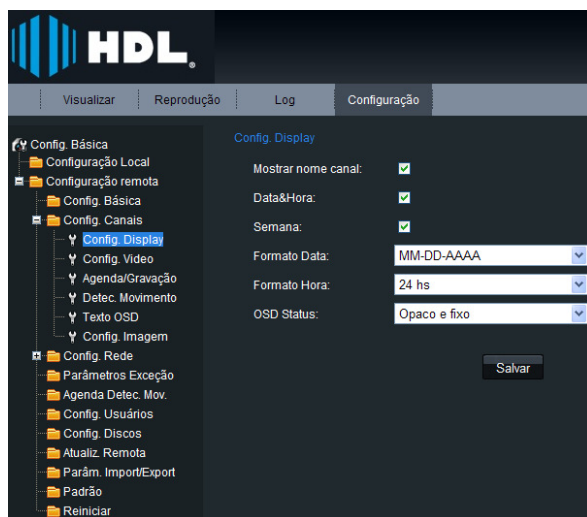 HDL
Visualizar Reprodução Log Configuração
Config. Básica
Configuração Local
Configuração remota
Config. Básica
Config. Canais
Config. Display
Config. Video
Agenda/Gravação
Detec. Movimento
Texto OSD
Config. Imagem
Config. Rede
Parâmetros Exceção
Agenda Detec. Mov.
Config. Usuários
Config. Discos
Atualiz. Remota
Parâm. Import/Export
Padrão
Reiniciar
Config. Display
Mostrar nome canal:
Data&Hora:
Semana:
Formato Data: MM-DD-AAAA
Formato Hora: 24 hs
OSD Status: Opaco e fixo
Salvar